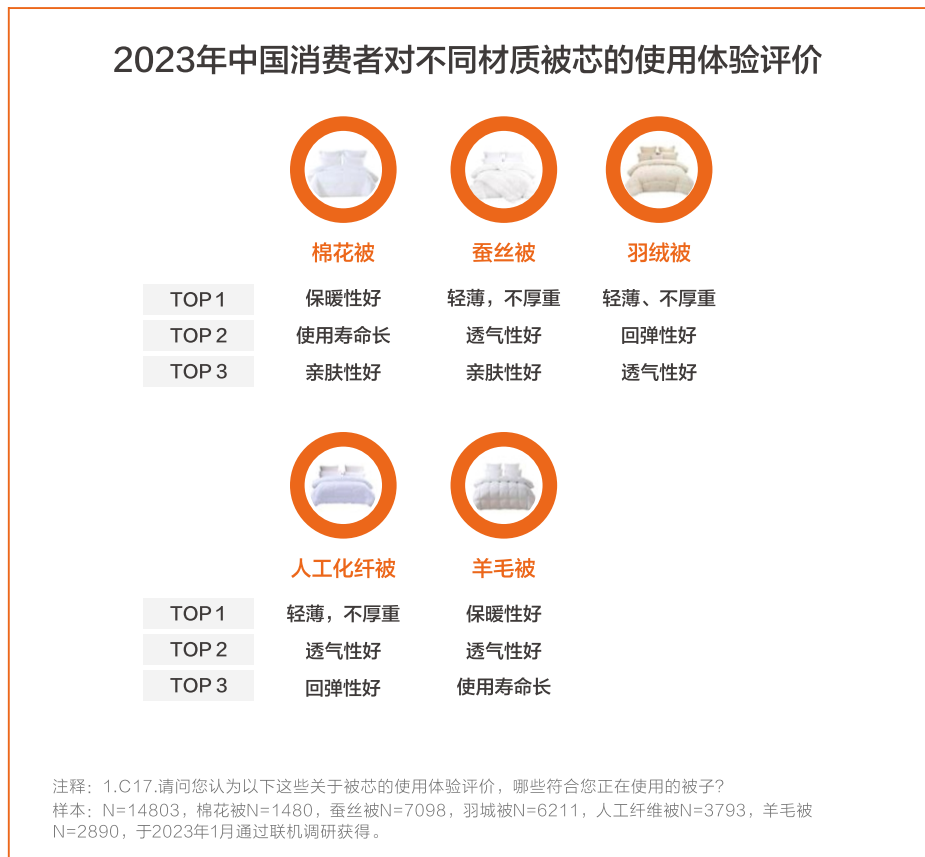 2023年中国消费者对不同材质被芯的使用体验评价
棉花被 蚕丝被 羽绒被
TOP 1 保暖性好 轻薄，不厚重 轻薄、不厚重
TOP 2 使用寿命长 透气性好 回弹性好
TOP 3 亲肤性好 亲肤性好 透气性好
人工化纤被 羊毛被
TOP 1 轻薄，不厚重 保暖性好
TOP 2 透气性好 透气性好
TOP 3 回弹性好 使用寿命长
注释：1.C17.请问您认为以下这些关于被芯的使用体验评价，哪些符合您正在使用的被子？
样本：N=14803，棉花被N=1480，蚕丝被N=7098，羽城被N=6211，人工纤维被N=3793，羊毛被
N=2890，于2023年1月通过联机调研获得。